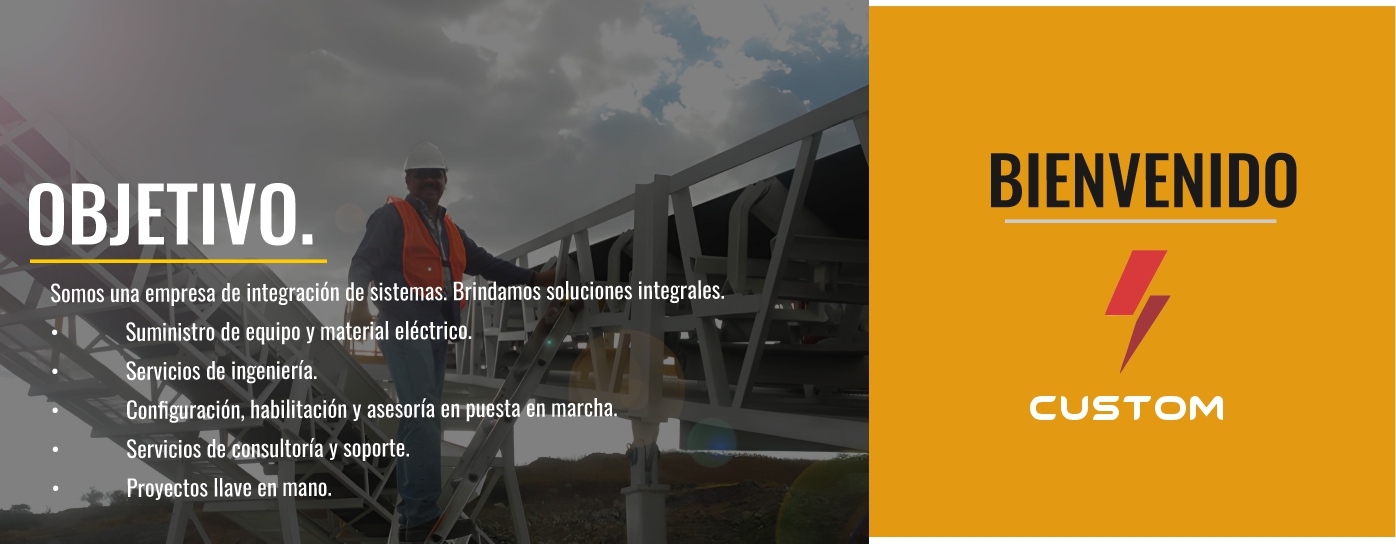 OBJETIVO.
Somos una empresa de integración de sistemas. Brindamos soluciones integrales.
• Suministro de equipo y material eléctrico.
• Servicios de ingeniería.
• Configuración, habilitación y asesoría en puesta en marcha.
• Servicios de consultoría y soporte.
• Proyectos llave en mano.
BIENVENIDO
CUSTOM